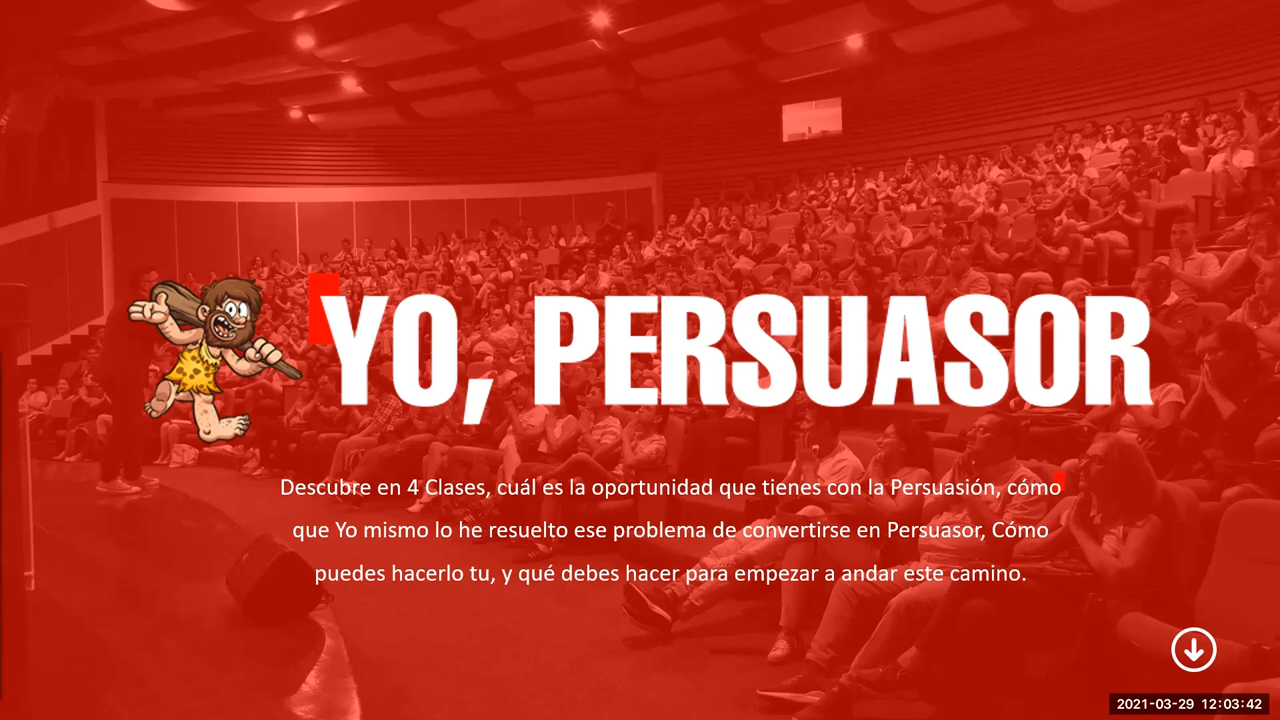 YO, PERSUASOR
Descubre en 4 Clases, cuál es la oportunidad que tienes con la Persuasión, cómo
que Yo mismo lo he resuelto ese problema de convertirse en Persuasor, Cómo
puedes hacerlo tu, y qué debes hacer para empezar a andar este camino.
2021-03-29 12:03:42